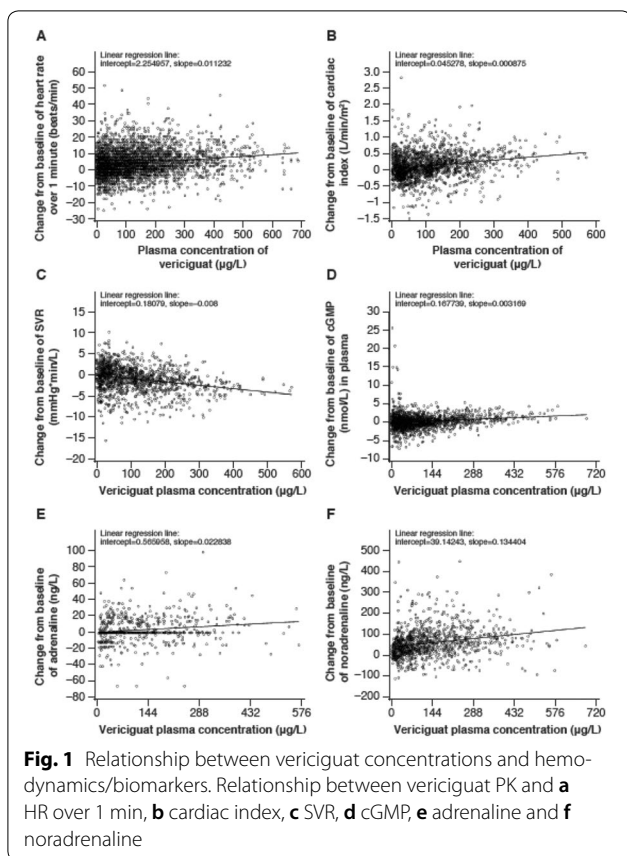 A
Linear regression line:
intercept=2.254957, slope=0.011232
Change from baseline of heart rate
over 1 minute (beats/min)
60
50
40
30
20
10
0
−10
−20
−30
0 100 200 300 400 500 600 700
Plasma concentration of
vericiguat (µg/L)
B
Linear regression line:
intercept=0.045278, slope=0.000875
Change from baseline of cardiac
index (L/min/m²)
3.0
2.5
2.0
1.5
1.0
0.5
0
−0.5
−1
−1.5
0 100 200 300 400 500 600
Plasma concentration of
vericiguat (µg/L)
C
Linear regression line:
intercept=0.18079, slope=−0.008
Change from baseline of SVR
(mmHg*min/L)
15
10
5
0
−5
−10
−15
−20
0 100 200 300 400 500 600
Vericiguat plasma concentration (µg/L)
D
Linear regression line:
intercept=0.167739, slope=0.003169
Change from baseline of cGMP
(nmol/L) in plasma
30
25
20
15
10
5
0
−5
−10
0 144 288 432 576 720
Vericiguat plasma concentration (µg/L)
E
Linear regression line:
intercept=0.565958, slope=0.022838
Change from baseline
of adrenaline (ng/L)
100
80
60
40
20
0
−20
−40
−60
−80
0 144 288 432 576
Vericiguat plasma concentration (µg/L)
F
Linear regression line:
intercept=39.14243, slope=0.134404
Change from baseline
of noradrenaline (ng/L)
500
400
300
200
100
0
−100
−200
0 144 288 432 576 720
Vericiguat plasma concentration (µg/L)
Fig. 1 Relationship between vericiguat concentrations and hemo-
dynamics/biomarkers. Relationship between vericiguat PK and a
HR over 1 min, b cardiac index, c SVR, d cGMP, e adrenaline and f
noradrenaline